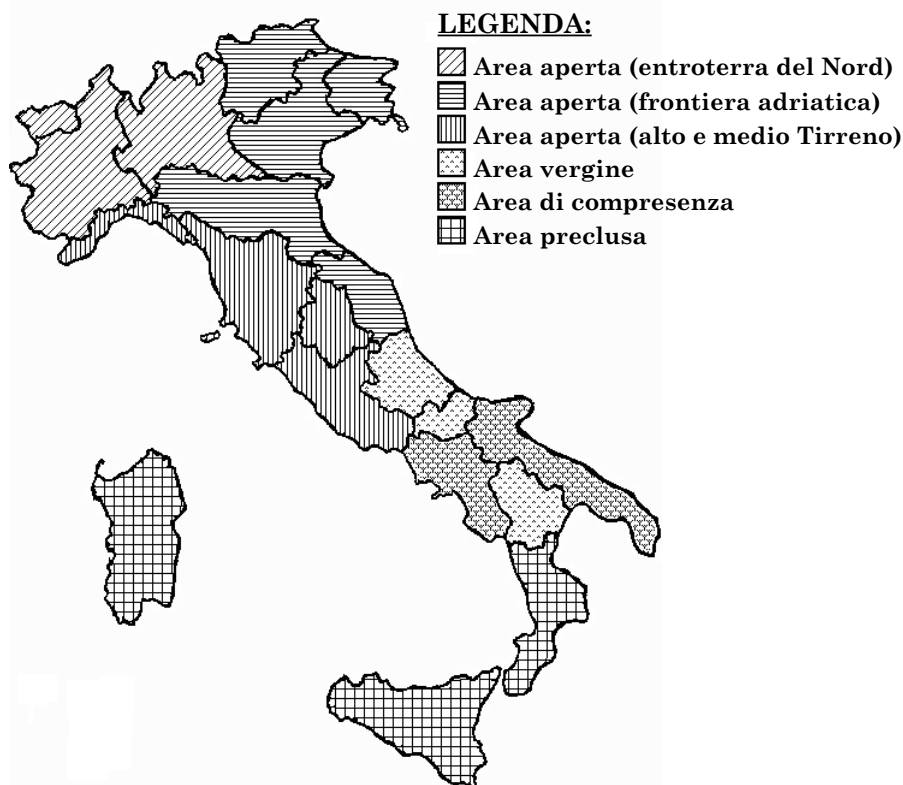 LEGENDA:
Area aperta (entroterra del Nord)
Area aperta (frontiera adriatica)
Area aperta (alto e medio Tirreno)
Area vergine
Area di compresenza
Area preclusa